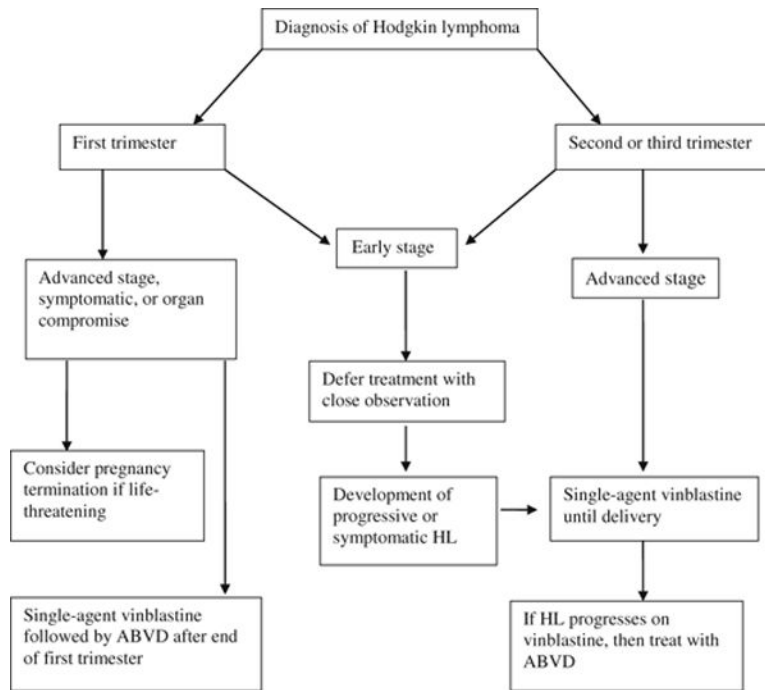 Diagnosis of Hodgkin lymphoma
First trimester
Second or third trimester
Early stage
Advanced stage,
symptomatic, or organ
compromise
Advanced stage
Defer treatment with
close observation
Consider pregnancy
termination if life-
threatening
Development of
progressive or
symptomatic HL
Single-agent vinblastine
until delivery
Single-agent vinblastine
followed by ABVD after end
of first trimester
If HL progresses on
vinblastine, then treat with
ABVD